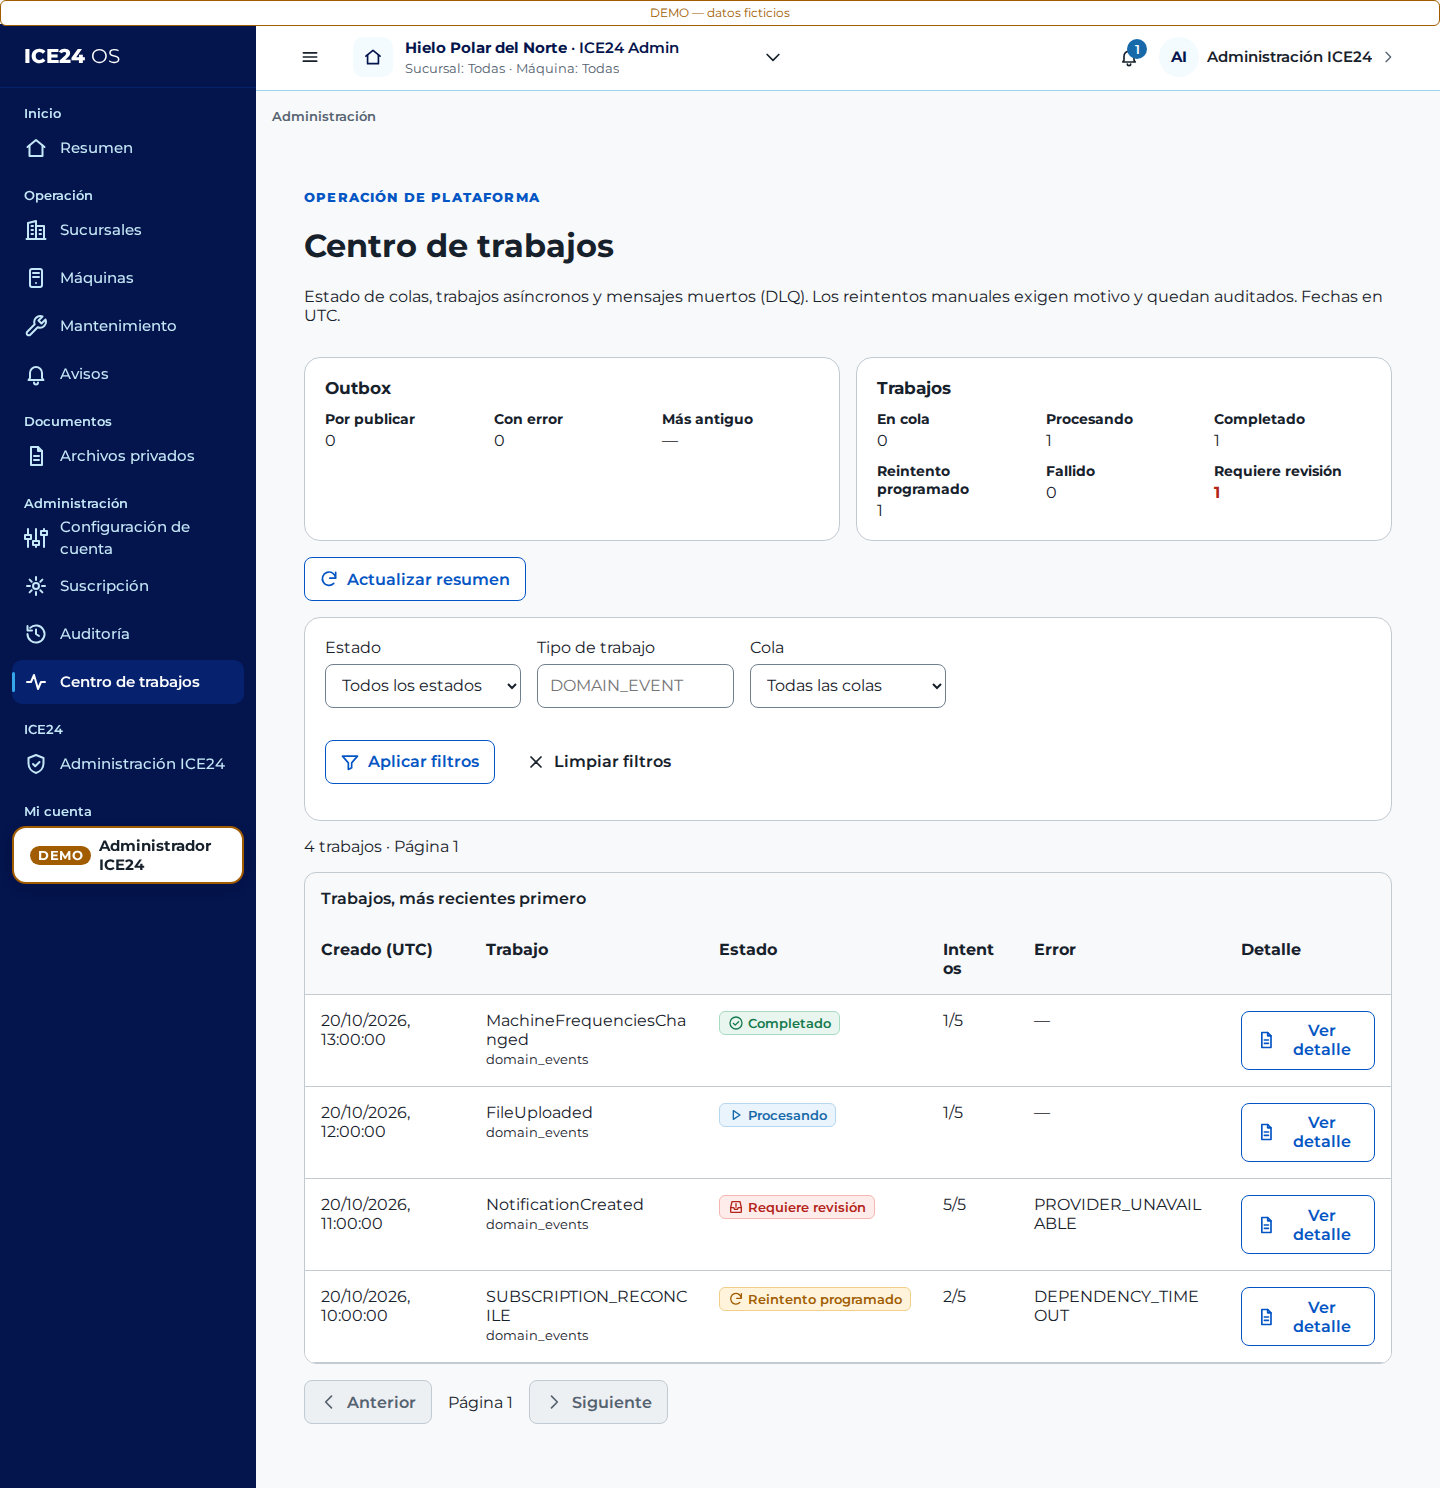 DEMO — datos ficticios
ICE24 OS
Inicio
Resumen
Operación
Sucursales
Máquinas
Mantenimiento
Avisos
Documentos
Archivos privados
Administración
Configuración de
cuenta
Suscripción
Auditoría
Centro de trabajos
ICE24
Administración ICE24
Mi cuenta
DEMO
Administrador
ICE24
Hielo Polar del Norte · ICE24 Admin
Sucursal: Todas · Máquina: Todas
1
AI
Administración ICE24
Administración
OPERACIÓN DE PLATAFORMA
Centro de trabajos
Estado de colas, trabajos asíncronos y mensajes muertos (DLQ). Los reintentos manuales exigen motivo y quedan auditados. Fechas en
UTC.
Outbox
Por publicar
0
Con error
0
Más antiguo
—
Trabajos
En cola
0
Procesando
1
Completado
1
Reintento
programado
1
Fallido
0
Requiere revisión
1
Actualizar resumen
Estado
Todos los estados
Tipo de trabajo
DOMAIN_EVENT
Cola
Todas las colas
Aplicar filtros
Limpiar filtros
4 trabajos · Página 1
Trabajos, más recientes primero
Creado (UTC)
Trabajo
Estado
Intent
os
Error
Detalle
20/10/2026,
13:00:00
MachineFrequenciesCha
nged
domain_events
Completado
1/5
—
Ver
detalle
20/10/2026,
12:00:00
FileUploaded
domain_events
Procesando
1/5
—
Ver
detalle
20/10/2026,
11:00:00
NotificationCreated
domain_events
Requiere revisión
5/5
PROVIDER_UNAVAIL
ABLE
Ver
detalle
20/10/2026,
10:00:00
SUBSCRIPTION_RECONC
ILE
domain_events
Reintento programado
2/5
DEPENDENCY_TIME
OUT
Ver
detalle
Anterior
Página 1
Siguiente